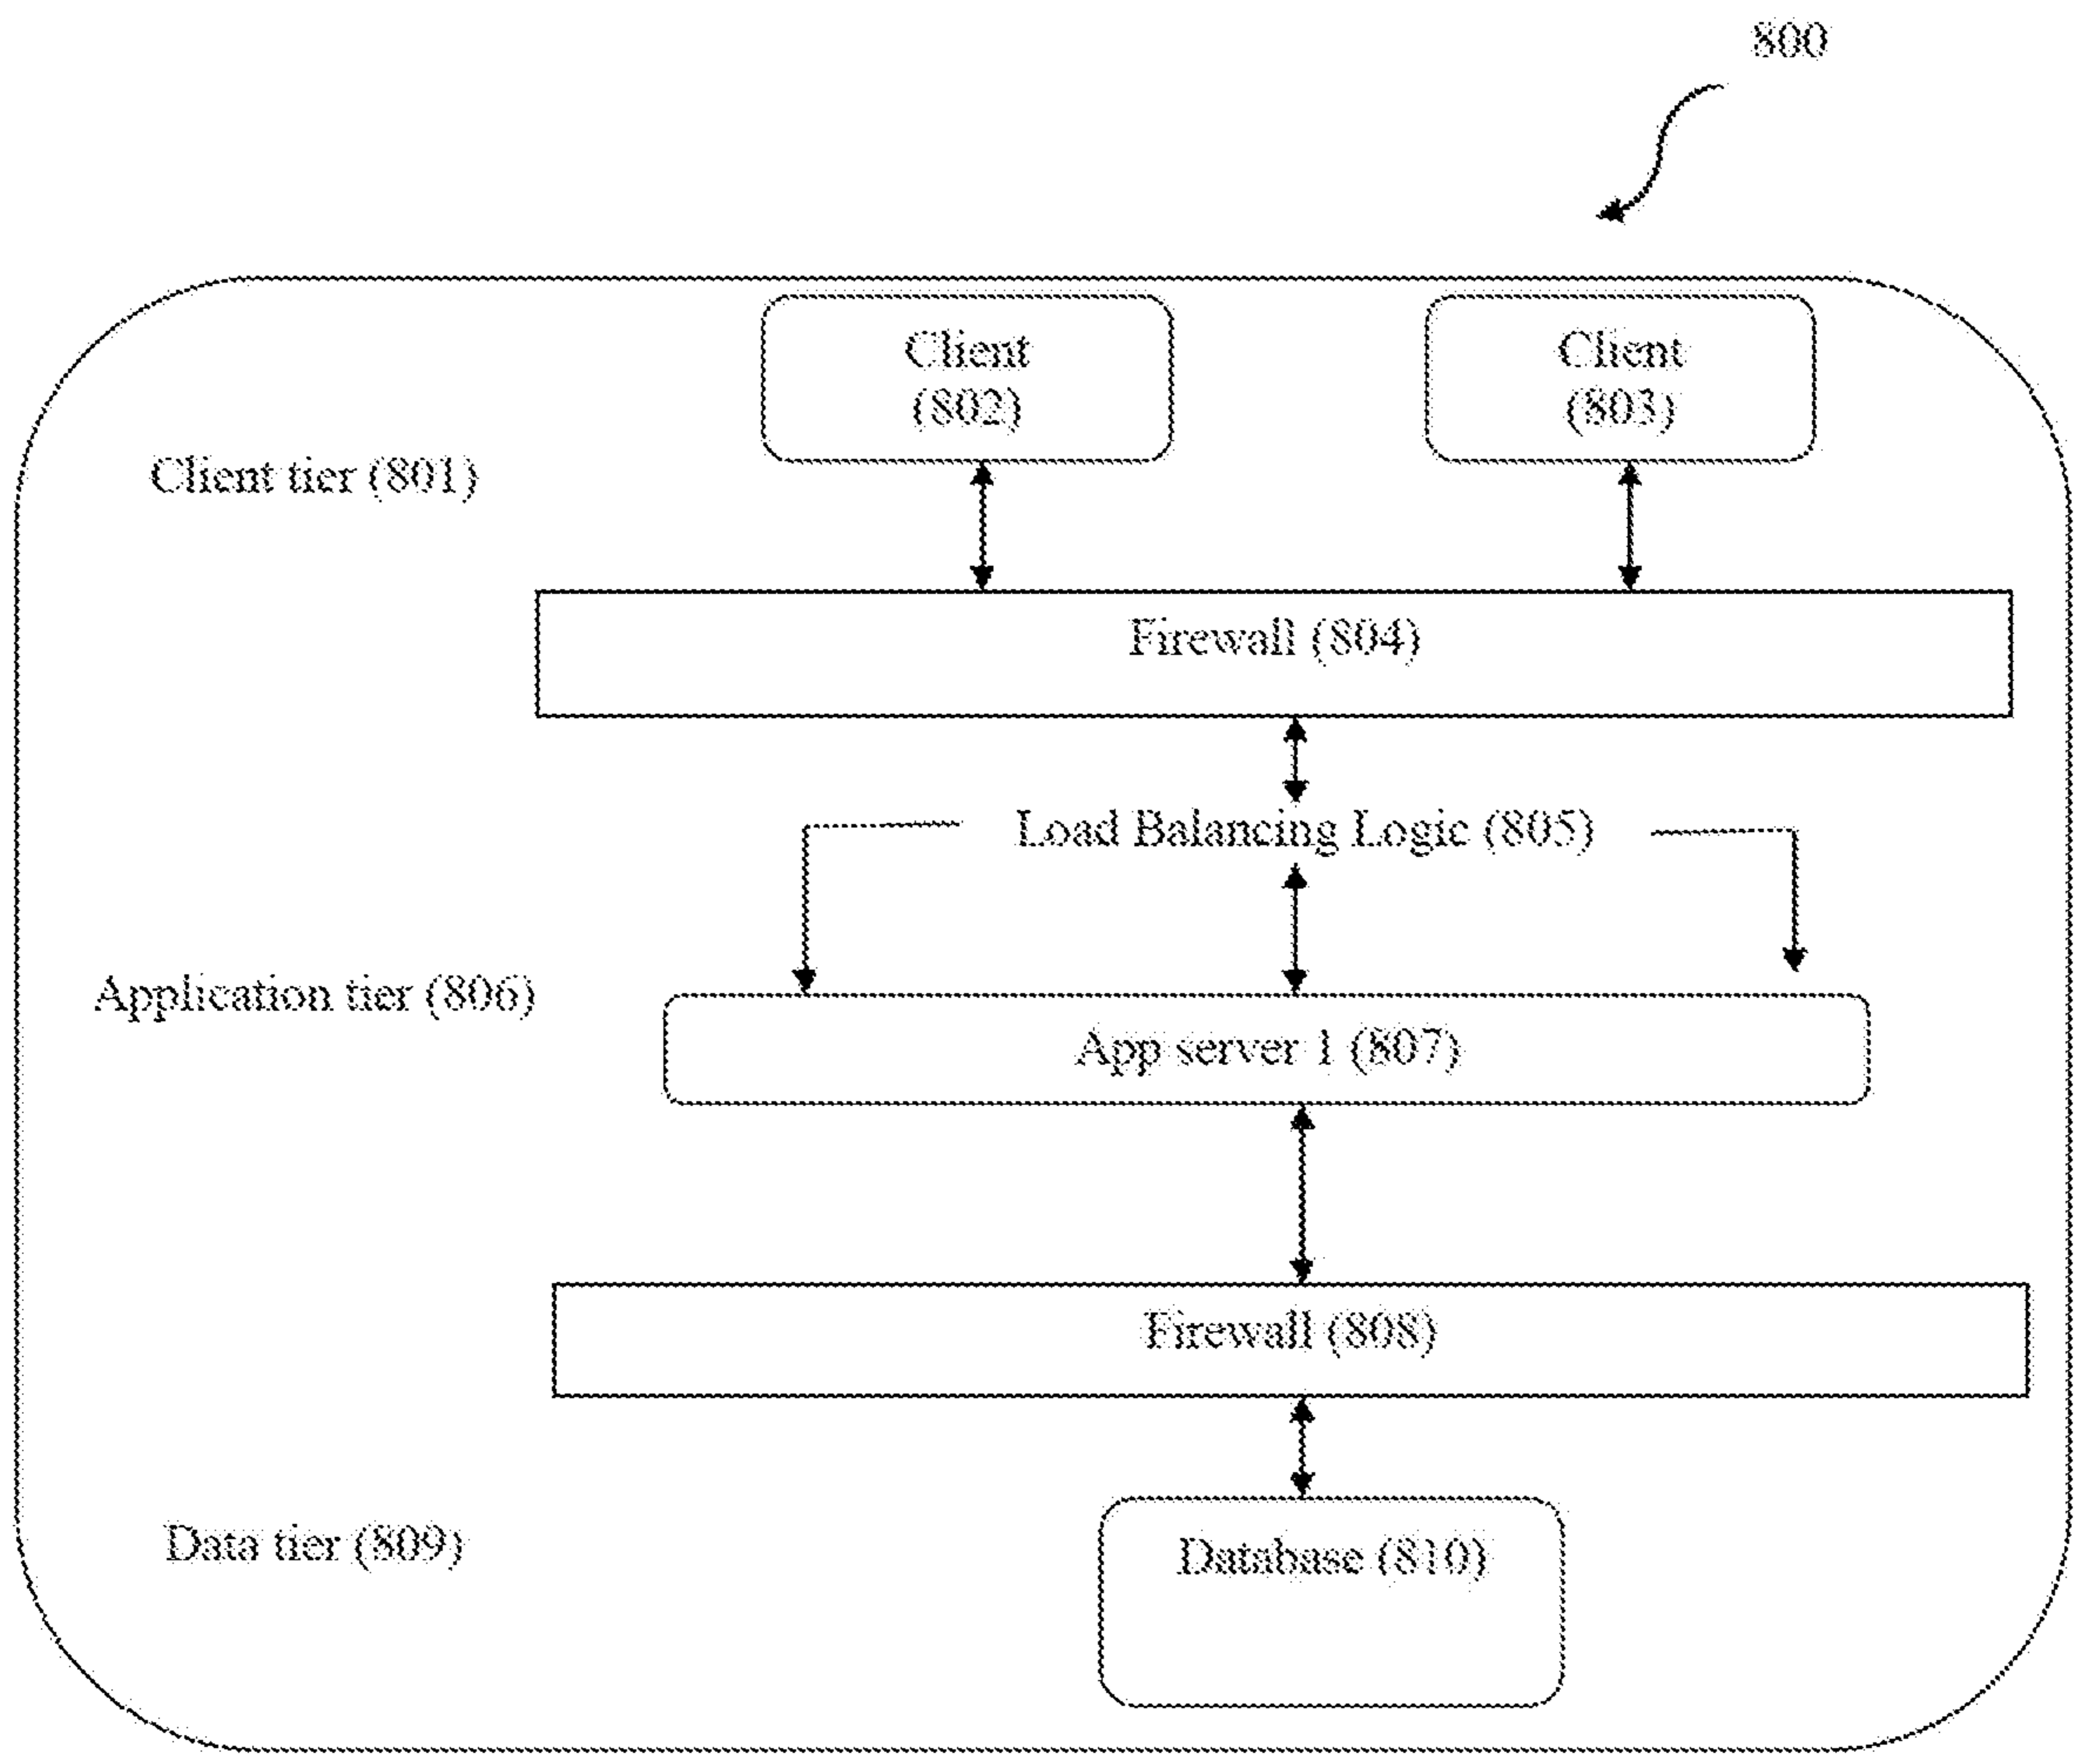 800
Client
(802)
Client
(803)
Client tier (801)
Firewall (804)
Load Balancing Logic (805)
Application tier (806)
App server 1 (807)
Firewall (808)
Data tier (809)
Database (810)